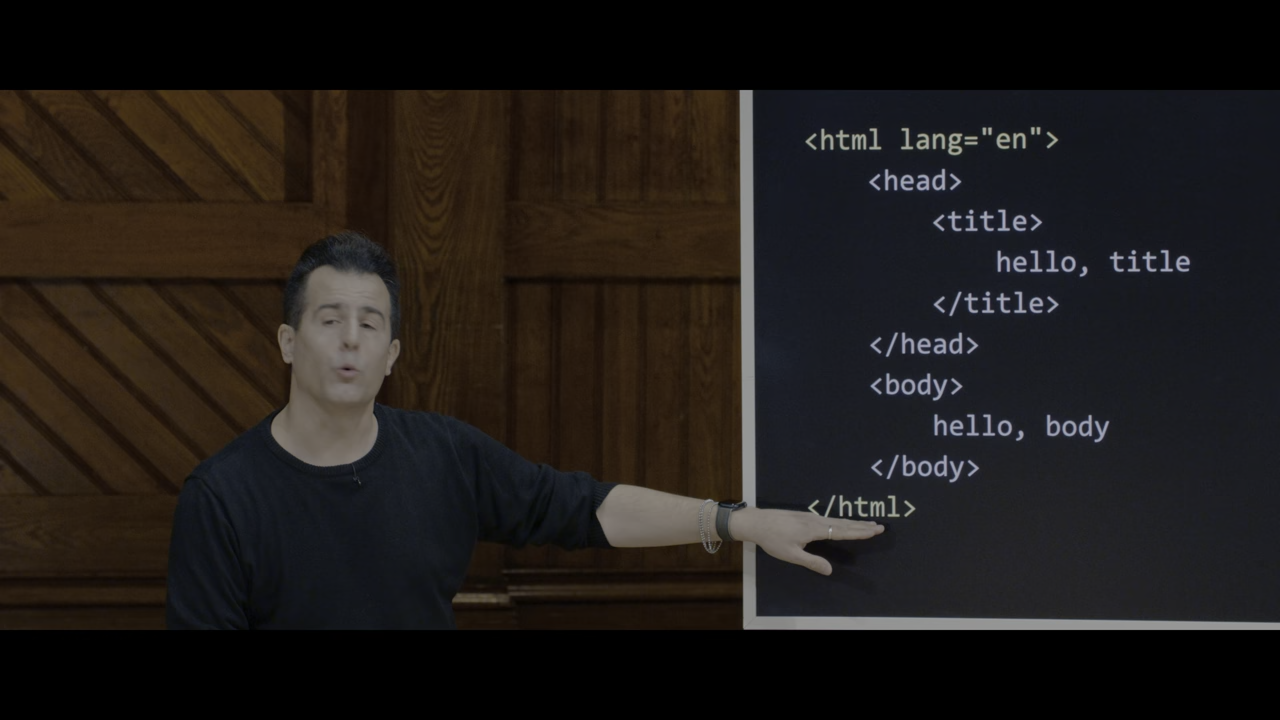 <html lang="en">
<head>
<title>
hello, title
</title>
</head>
<body>
hello, body
</body>
</html>